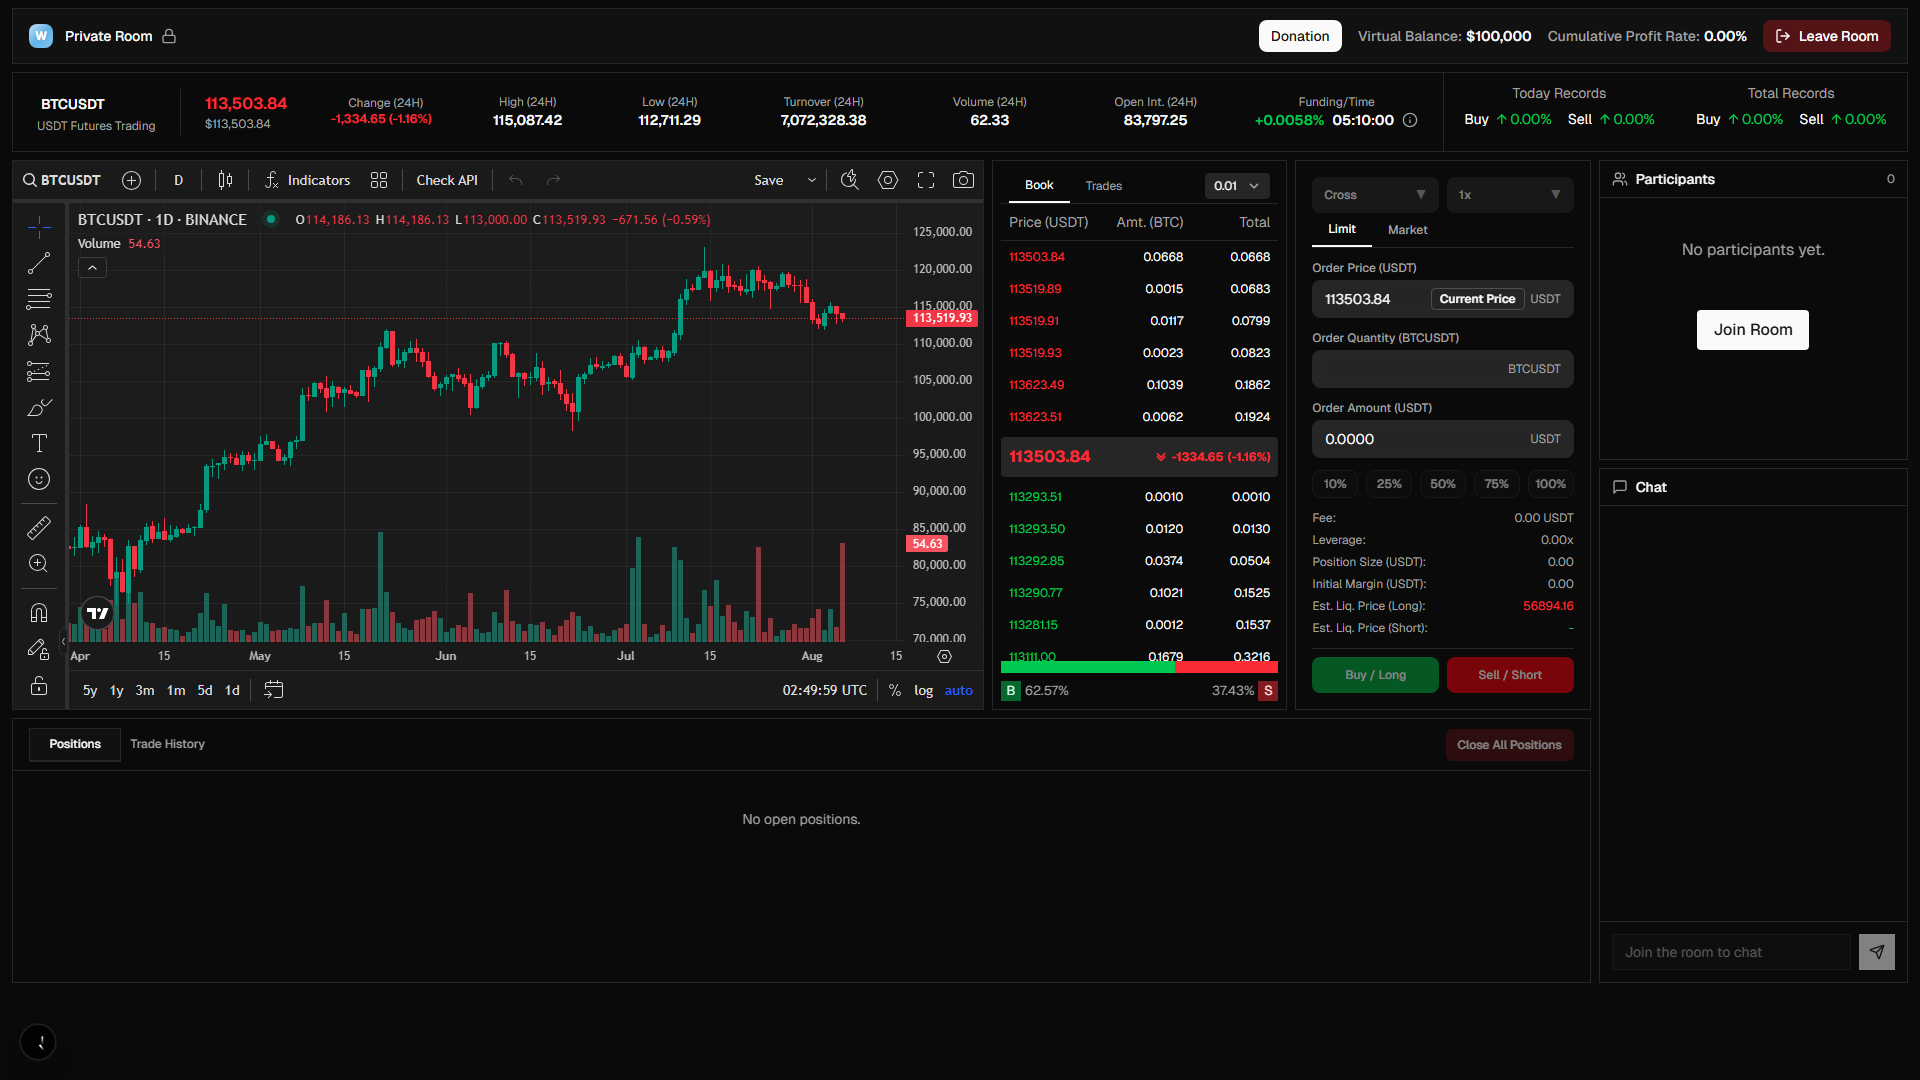 W Private Room
Donation
Virtual Balance: $100,000
Cumulative Profit Rate: 0.00%
Leave Room
BTCUSDT
USDT Futures Trading
113,503.84
$113,503.84
Change (24H)
-1,334.65 (-1.16%)
High (24H)
115,087.42
Low (24H)
112,711.29
Turnover (24H)
7,072,328.38
Volume (24H)
62.33
Open Int. (24H)
83,797.25
Funding/Time
+0.0058% 05:10:00
Today Records
Buy ↑ 0.00% Sell ↑ 0.00%
Total Records
Buy ↑ 0.00% Sell ↑ 0.00%
BTCUSDT D Indicators Check API Save
BTCUSDT · 1D · BINANCE O114,186.13 H114,186.13 L113,000.00 C113,519.93 −671.56 (−0.59%)
Volume 54.63
125,000.00
120,000.00
115,000.00
113,519.93
110,000.00
105,000.00
100,000.00
95,000.00
90,000.00
85,000.00
54.63
80,000.00
75,000.00
70,000.00
Apr 15 May 15 Jun 15 Jul 15 Aug 15
5y 1y 3m 1m 5d 1d 02:49:59 UTC % log auto
Book Trades 0.01
Price (USDT) Amt. (BTC) Total
113503.84 0.0668 0.0668
113519.89 0.0015 0.0683
113519.91 0.0117 0.0799
113519.93 0.0023 0.0823
113623.49 0.1039 0.1862
113623.51 0.0062 0.1924
113503.84 -1334.65 (-1.16%)
113293.51 0.0010 0.0010
113293.50 0.0120 0.0130
113292.85 0.0374 0.0504
113290.77 0.1021 0.1525
113281.15 0.0012 0.1537
113111.00 0.1679 0.3216
B 62.57% 37.43% S
Cross 1x
Limit Market
Order Price (USDT)
113503.84 Current Price USDT
Order Quantity (BTCUSDT)
BTCUSDT
Order Amount (USDT)
0.0000 USDT
10% 25% 50% 75% 100%
Fee: 0.00 USDT
Leverage: 0.00x
Position Size (USDT): 0.00
Initial Margin (USDT): 0.00
Est. Liq. Price (Long): 56894.16
Est. Liq. Price (Short): -
Buy / Long Sell / Short
Participants 0
No participants yet.
Join Room
Chat
Join the room to chat
Positions Trade History Close All Positions
No open positions.